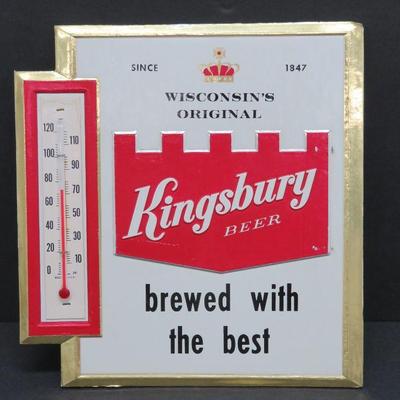 SINCE 1847
WISCONSIN'S
ORIGINAL
Kingsbury
BEER
brewed with
the best
120
110
100
90
80
70
60
50
40
30
20
10
0